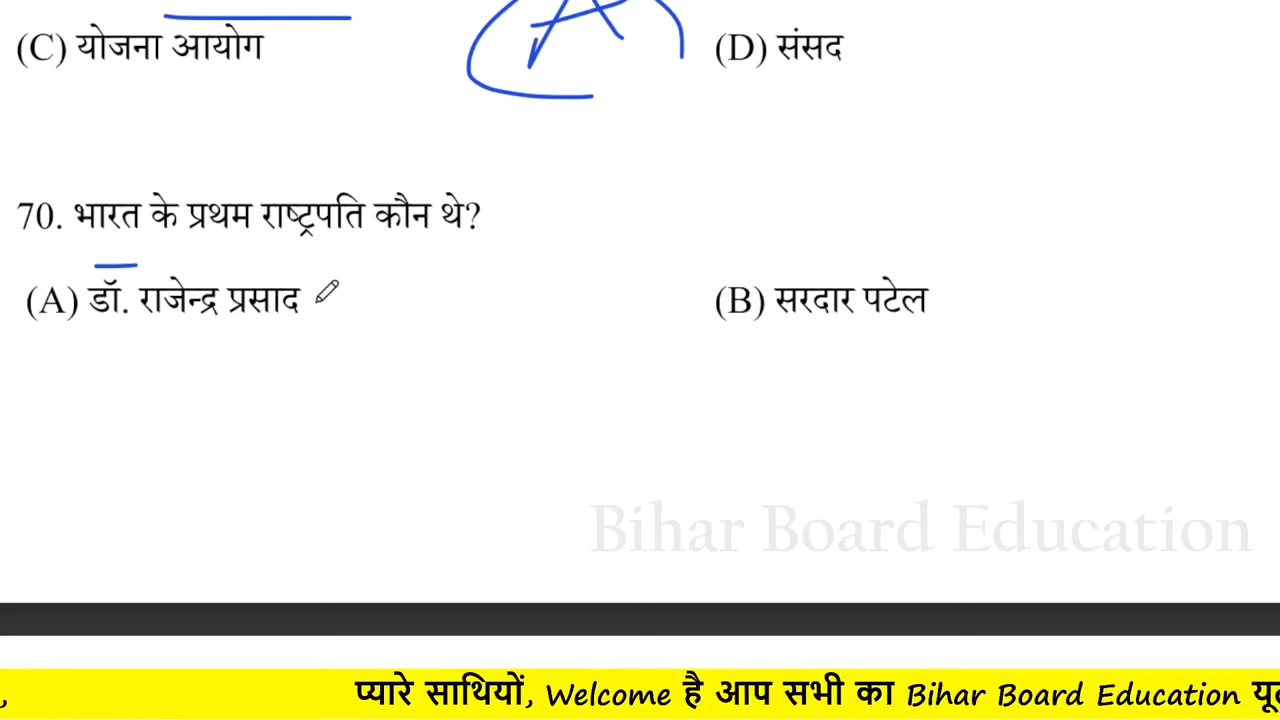 (C) योजना आयोग (D) संसद
70. भारत के प्रथम राष्ट्रपति कौन थे?
(A) डॉ. राजेन्द्र प्रसाद (B) सरदार पटेल
Bihar Board Education
, प्यारे साथियों, Welcome है आप सभी का Bihar Board Education